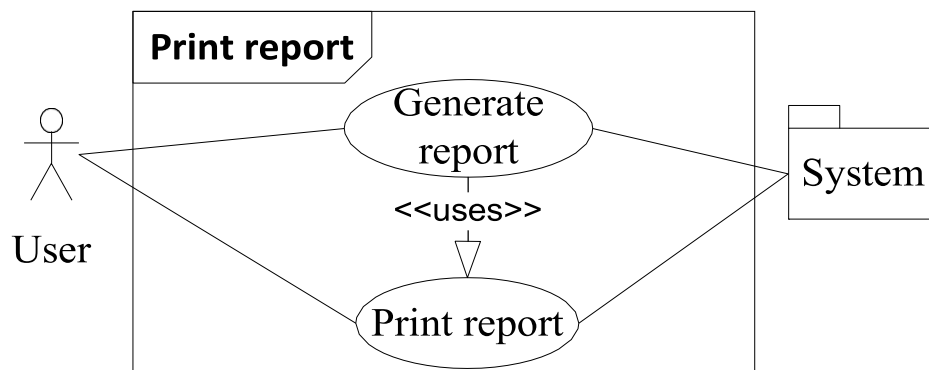 Print report
Generate
report
<<uses>>
System
User
Print report